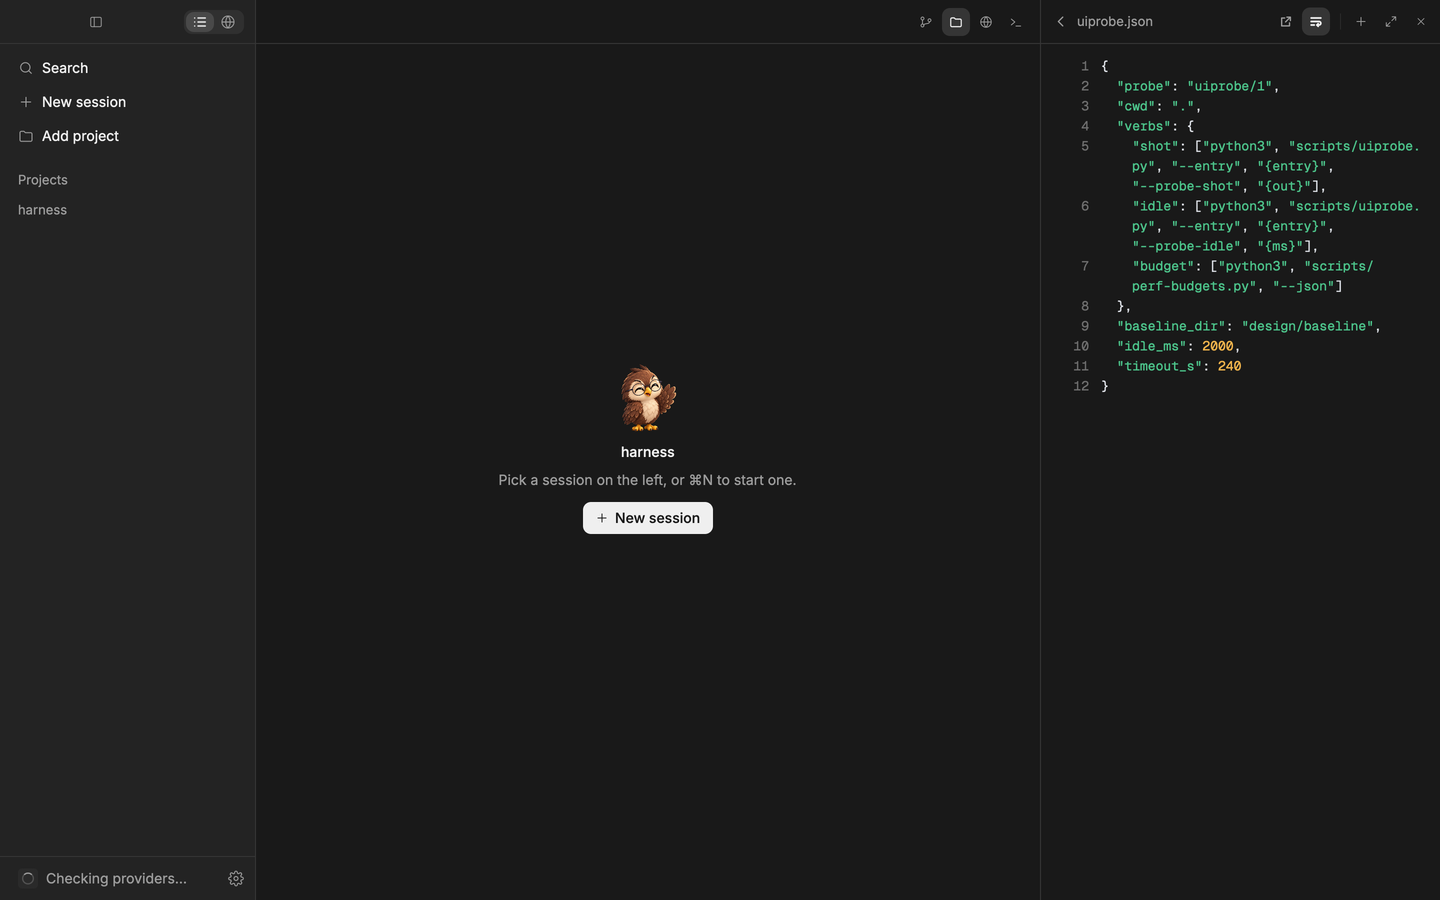 uiprobe.json
Search
New session
Add project
Projects
harness
harness
Pick a session on the left, or ⌘N to start one.
New session
Checking providers...
1 {
2 "probe": "uiprobe/1",
3 "cwd": ".",
4 "verbs": {
5 "shot": ["python3", "scripts/uiprobe.
py", "--entry", "{entry}",
"--probe-shot", "{out}"],
6 "idle": ["python3", "scripts/uiprobe.
py", "--entry", "{entry}",
"--probe-idle", "{ms}"],
7 "budget": ["python3", "scripts/
perf-budgets.py", "--json"]
8 },
9 "baseline_dir": "design/baseline",
10 "idle_ms": 2000,
11 "timeout_s": 240
12 }